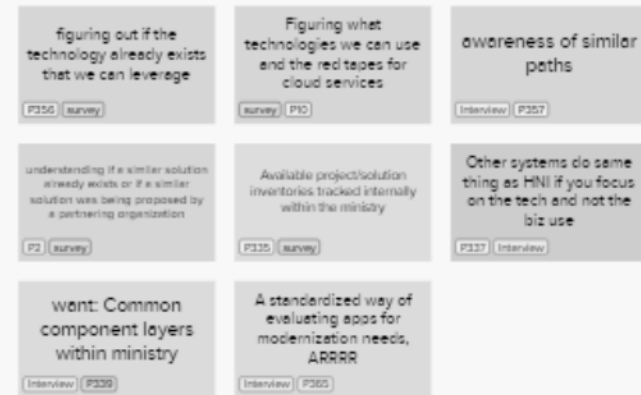 figuring out if the
technology already exists
that we can leverage
P356 survey
Figuring what
technologies we can use
and the red tapes for
cloud services
survey P10
awareness of similar
paths
Interview P357
understanding if a similar solution
already exists or if a similar
solution was being proposed by
a partnering organization
P2 survey
Available project/solution
inventories tracked internally
within the ministry
P335 survey
Other systems do same
thing as HNI if you focus
on the tech and not the
biz use
P337 Interview
want: Common
component layers
within ministry
Interview P339
A standardized way of
evaluating apps for
modernization needs,
ARRRR
Interview P365